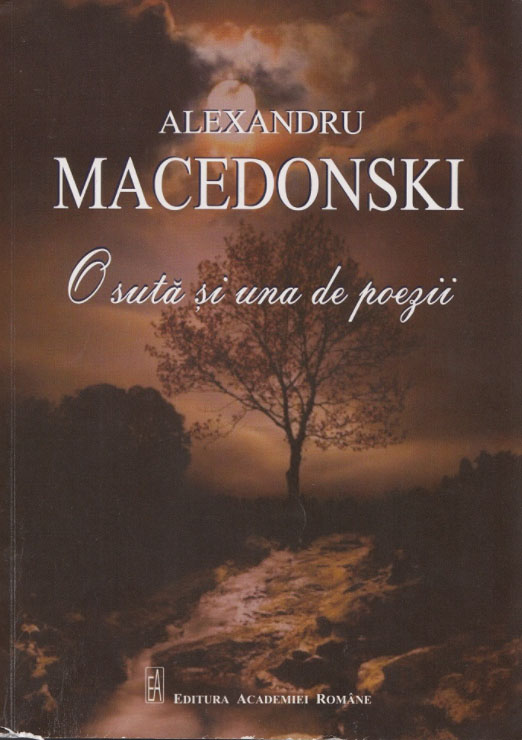 ALEXANDRU
MACEDONSKI
O sută și una de poezii
EA EDITURA ACADEMIEI ROMÂNE